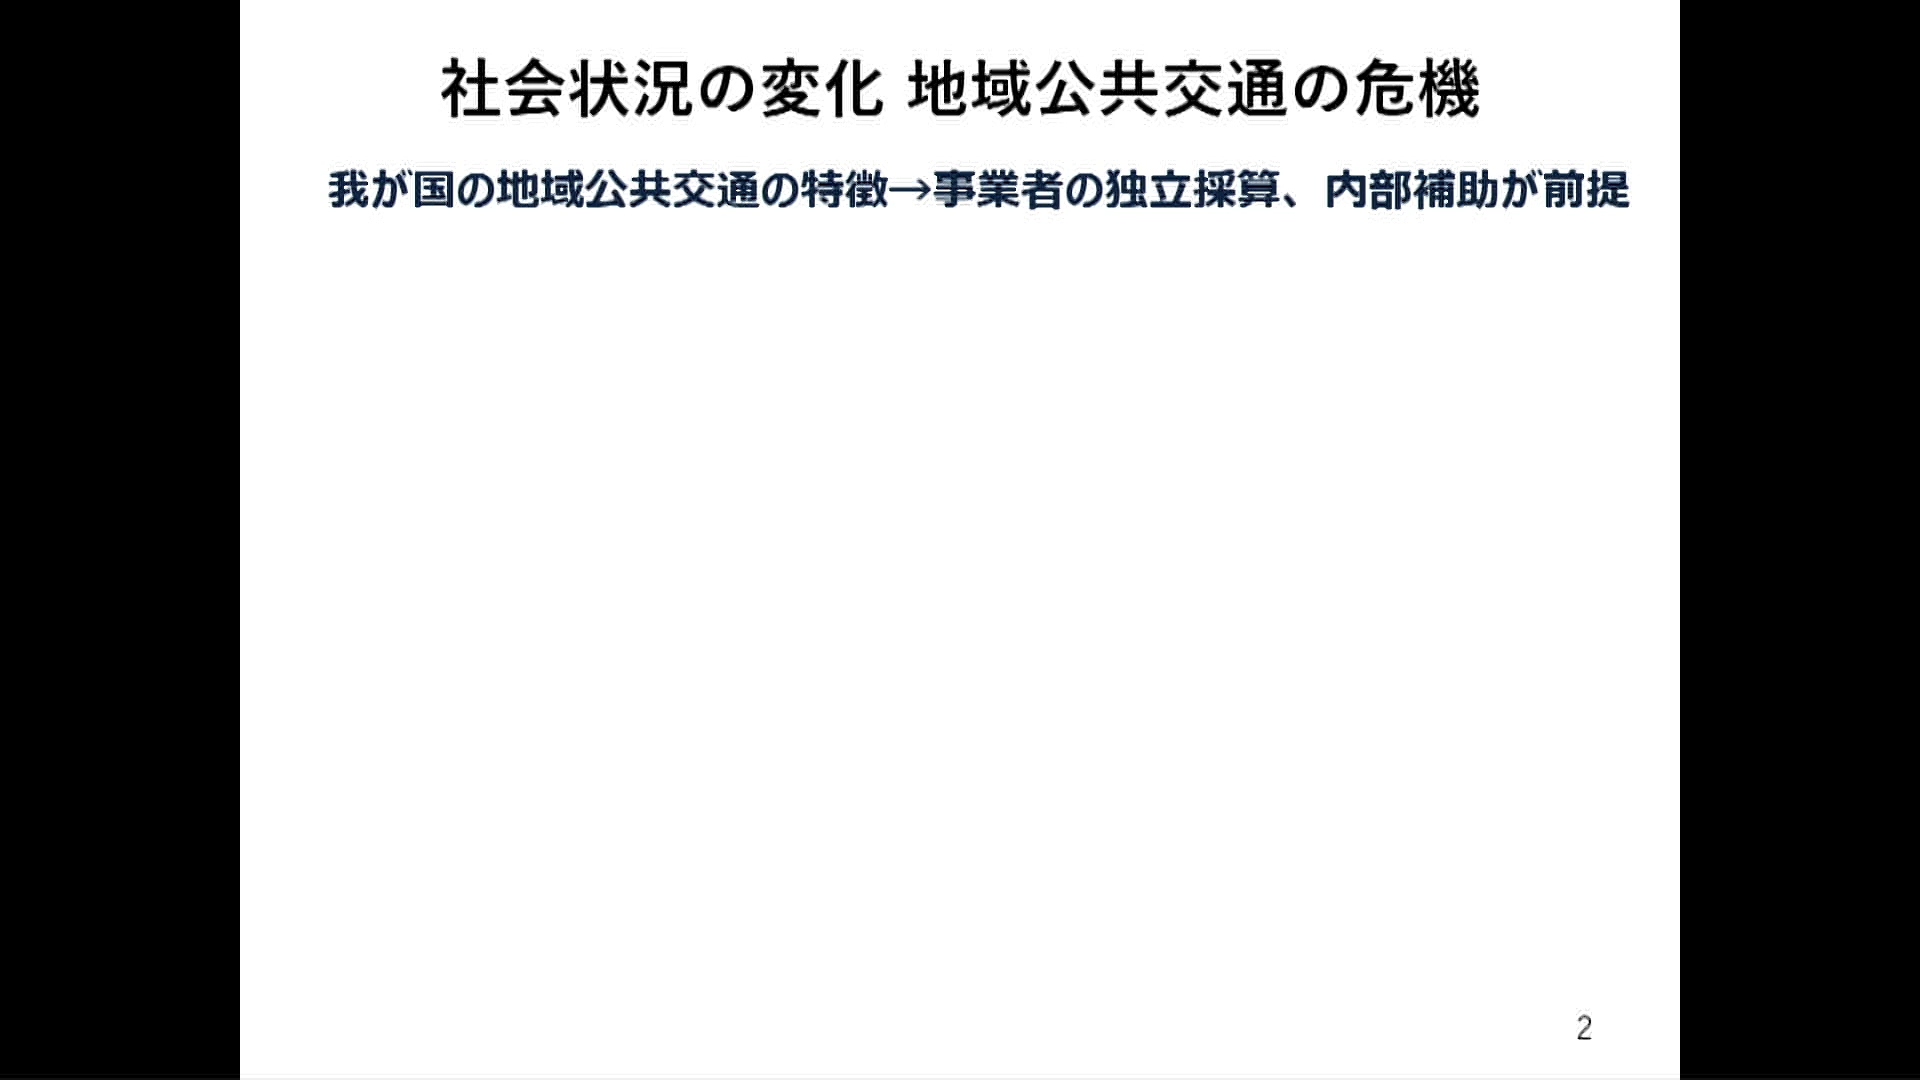 社会状況の変化 地域公共交通の危機
我が国の地域公共交通の特徴→事業者の独立採算、内部補助が前提
2